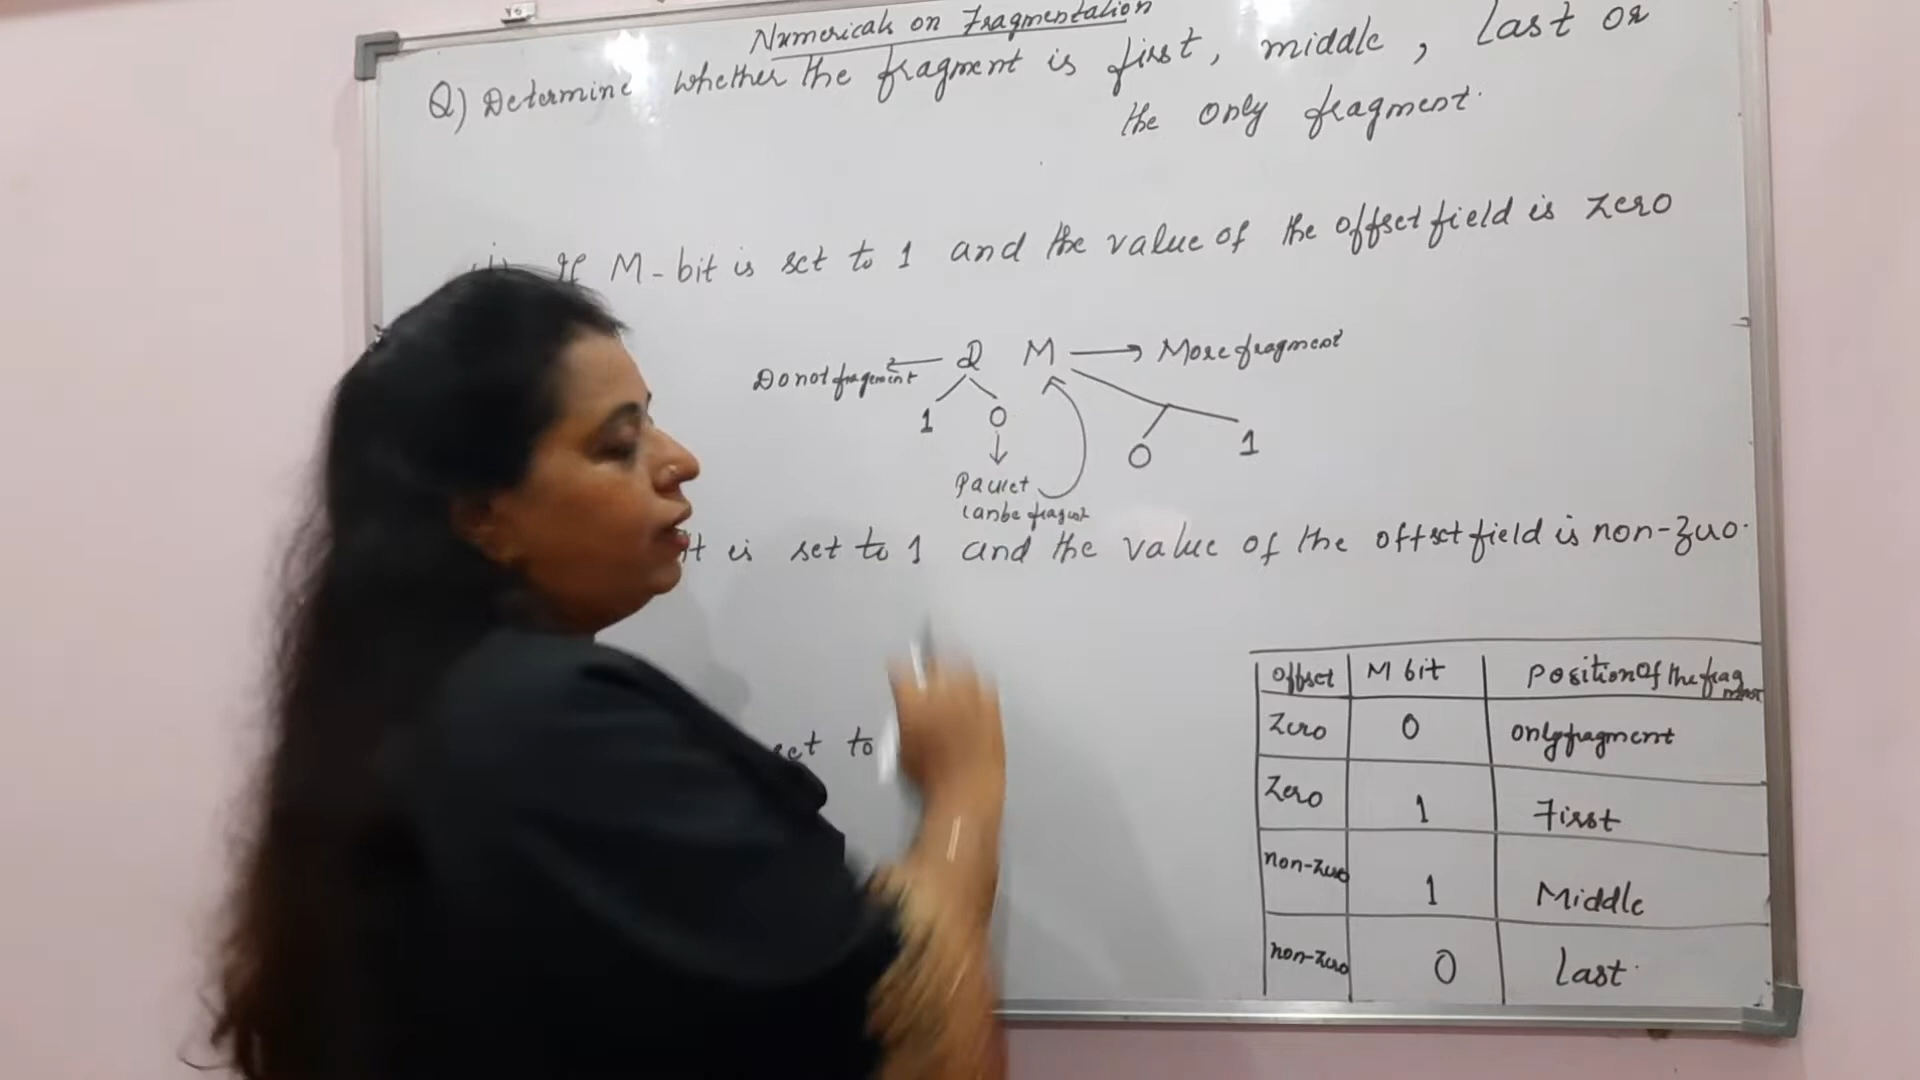 Numericals on Fragmentation
Q) Determine whether the fragment is first, middle, last or
the only fragment.
If M-bit is set to 1 and the value of the offset field is zero
Do not fragment ← D M → More fragment
1 0 0 1
Packet
can be
it is set to 1 and the value of the offset field is non-zero.
set to
offset M bit Position of the fragment
Zero 0 only fragment
Zero 1 First
non-zero 1 Middle
non-zero 0 Last.